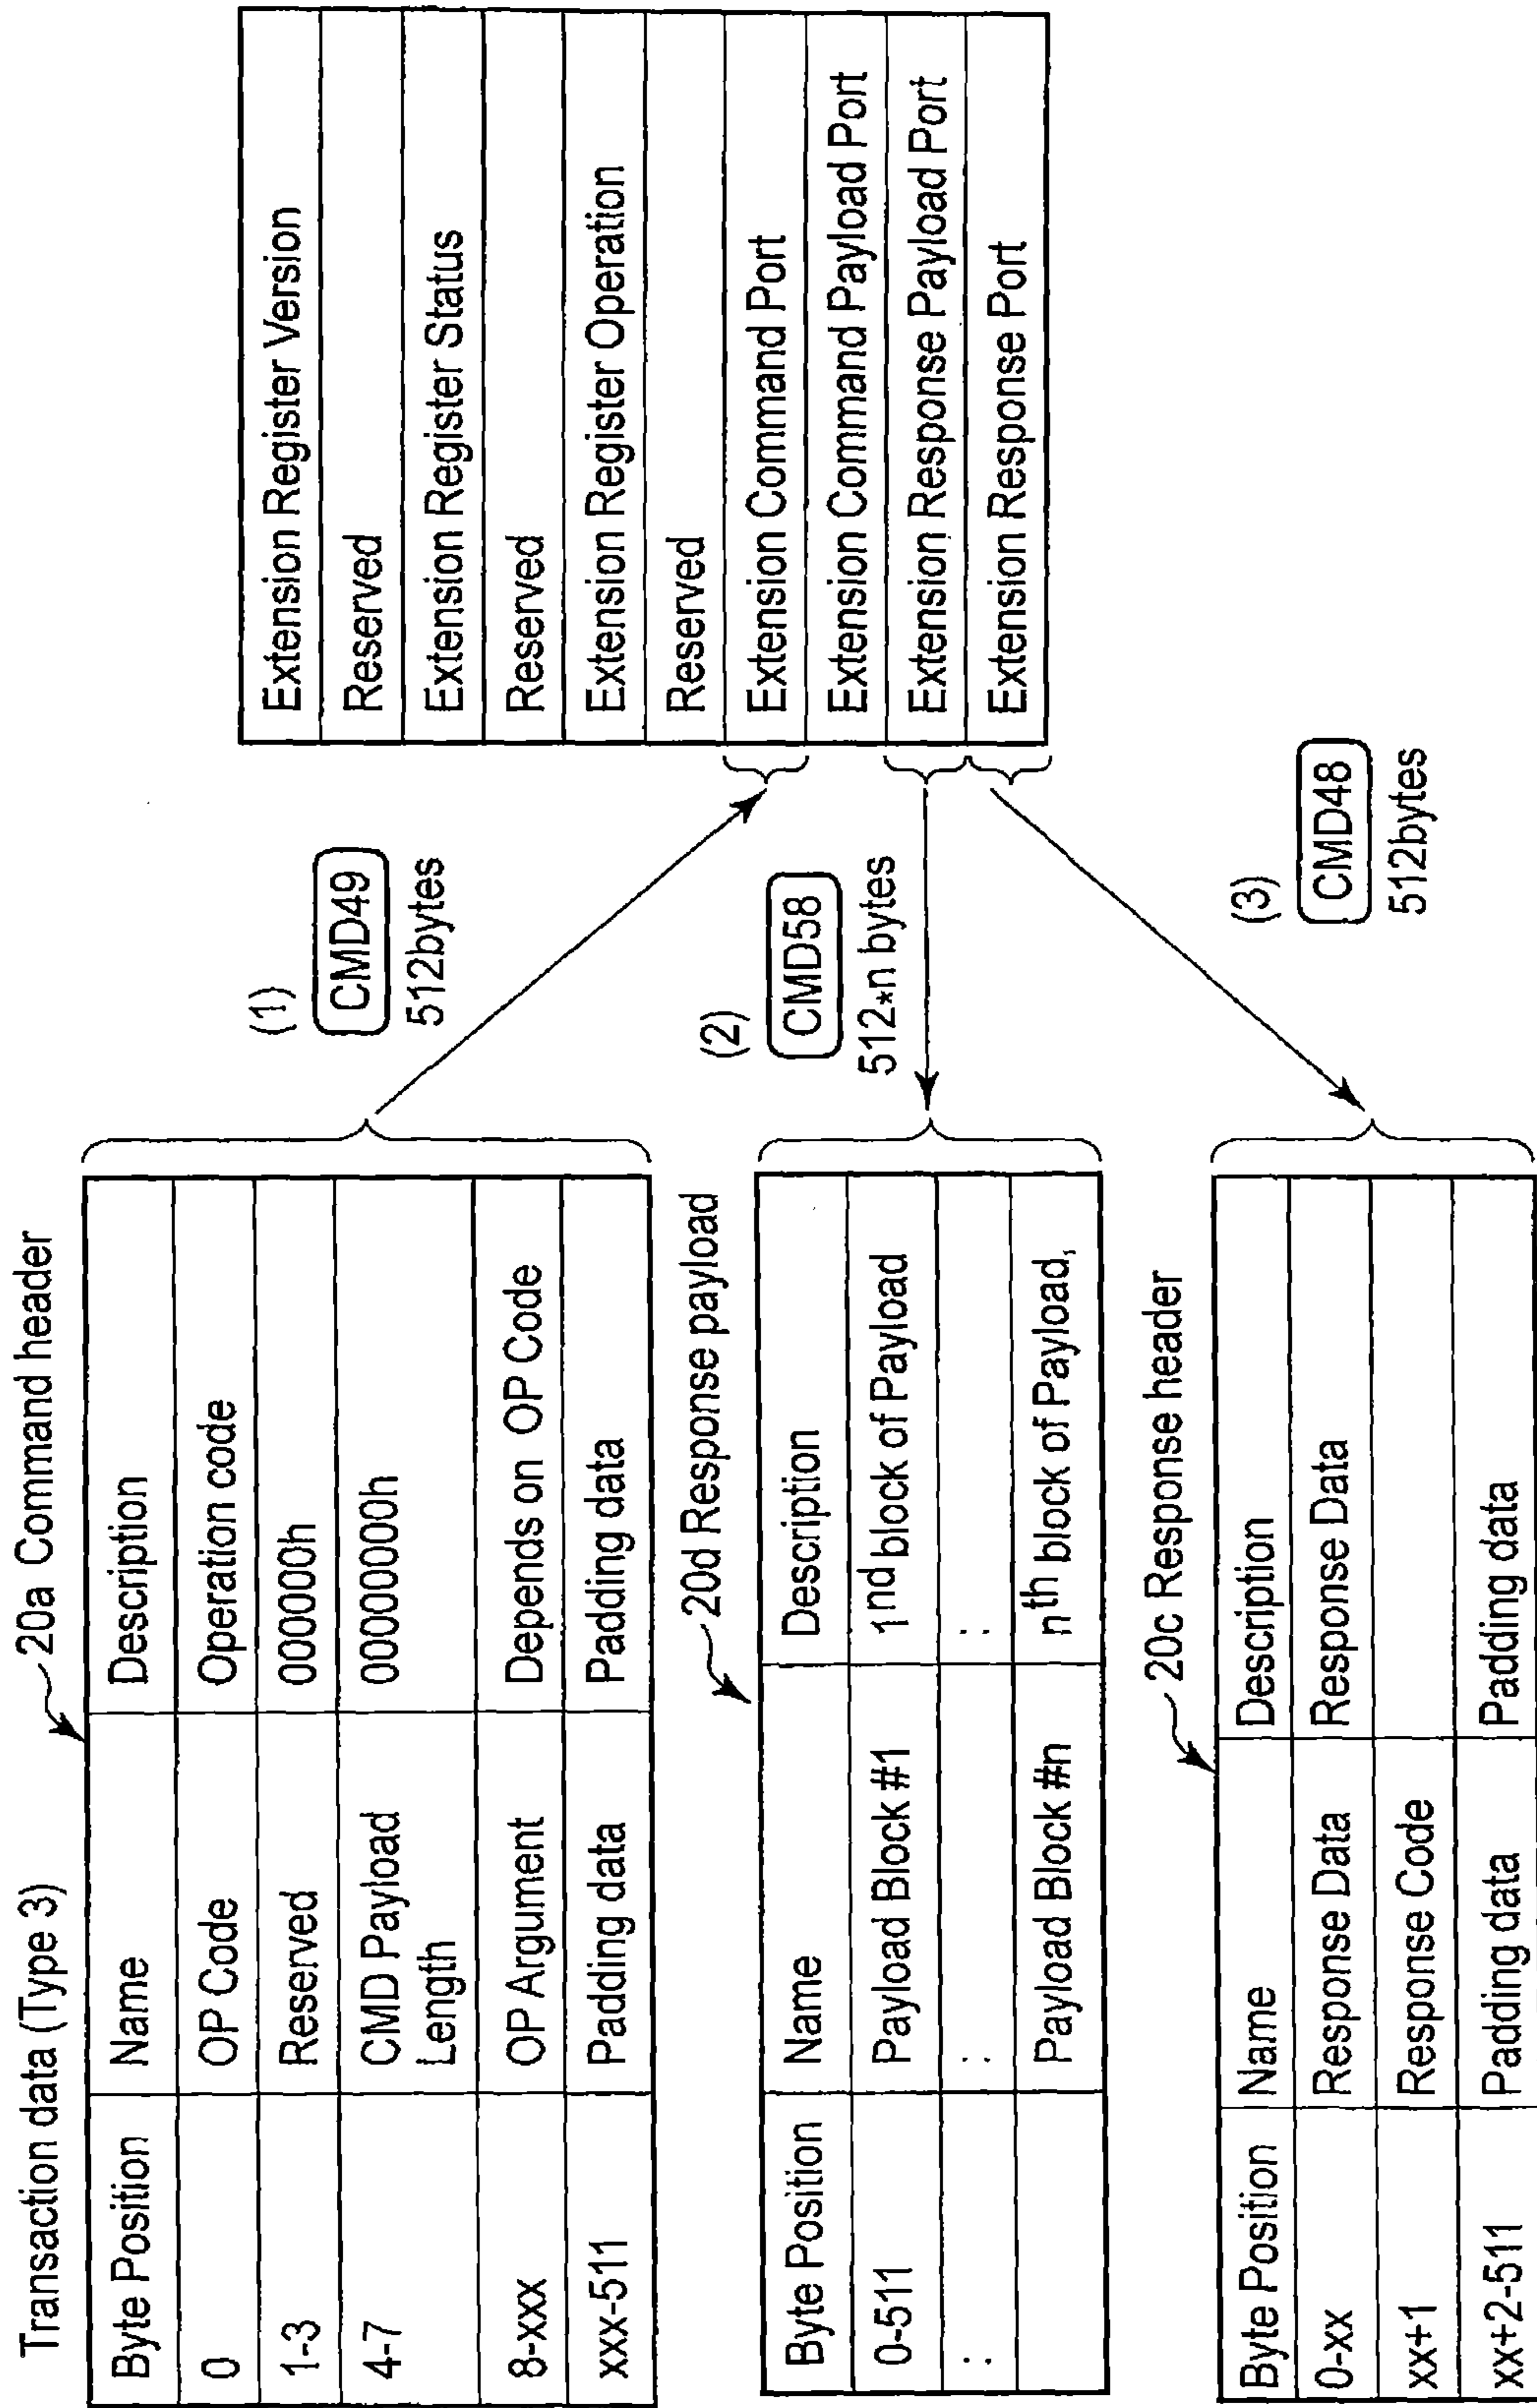 Transaction data (Type 3)
20a Command header
Byte Position Name Description
0 OP Code Operation code
1-3 Reserved 000000h
4-7 CMD Payload Length 00000000h
8-xxx OP Argument Depends on OP Code
xxx-511 Padding data Padding data
20d Response payload
Byte Position Name Description
0-511 Payload Block #1 1nd block of Payload
: : :
Payload Block #n nth block of Payload,
20c Response header
Byte Position Name Description
0-xx Response Data Response Data
xx+1 Response Code
xx+2-511 Padding data Padding data
(1)
CMD49
512bytes
(2)
CMD58
512*n bytes
(3)
CMD48
512bytes
Extension Register Version
Reserved
Extension Register Status
Reserved
Extension Register Operation
Reserved
Extension Command Port
Extension Command Payload Port
Extension Response Payload Port
Extension Response Port